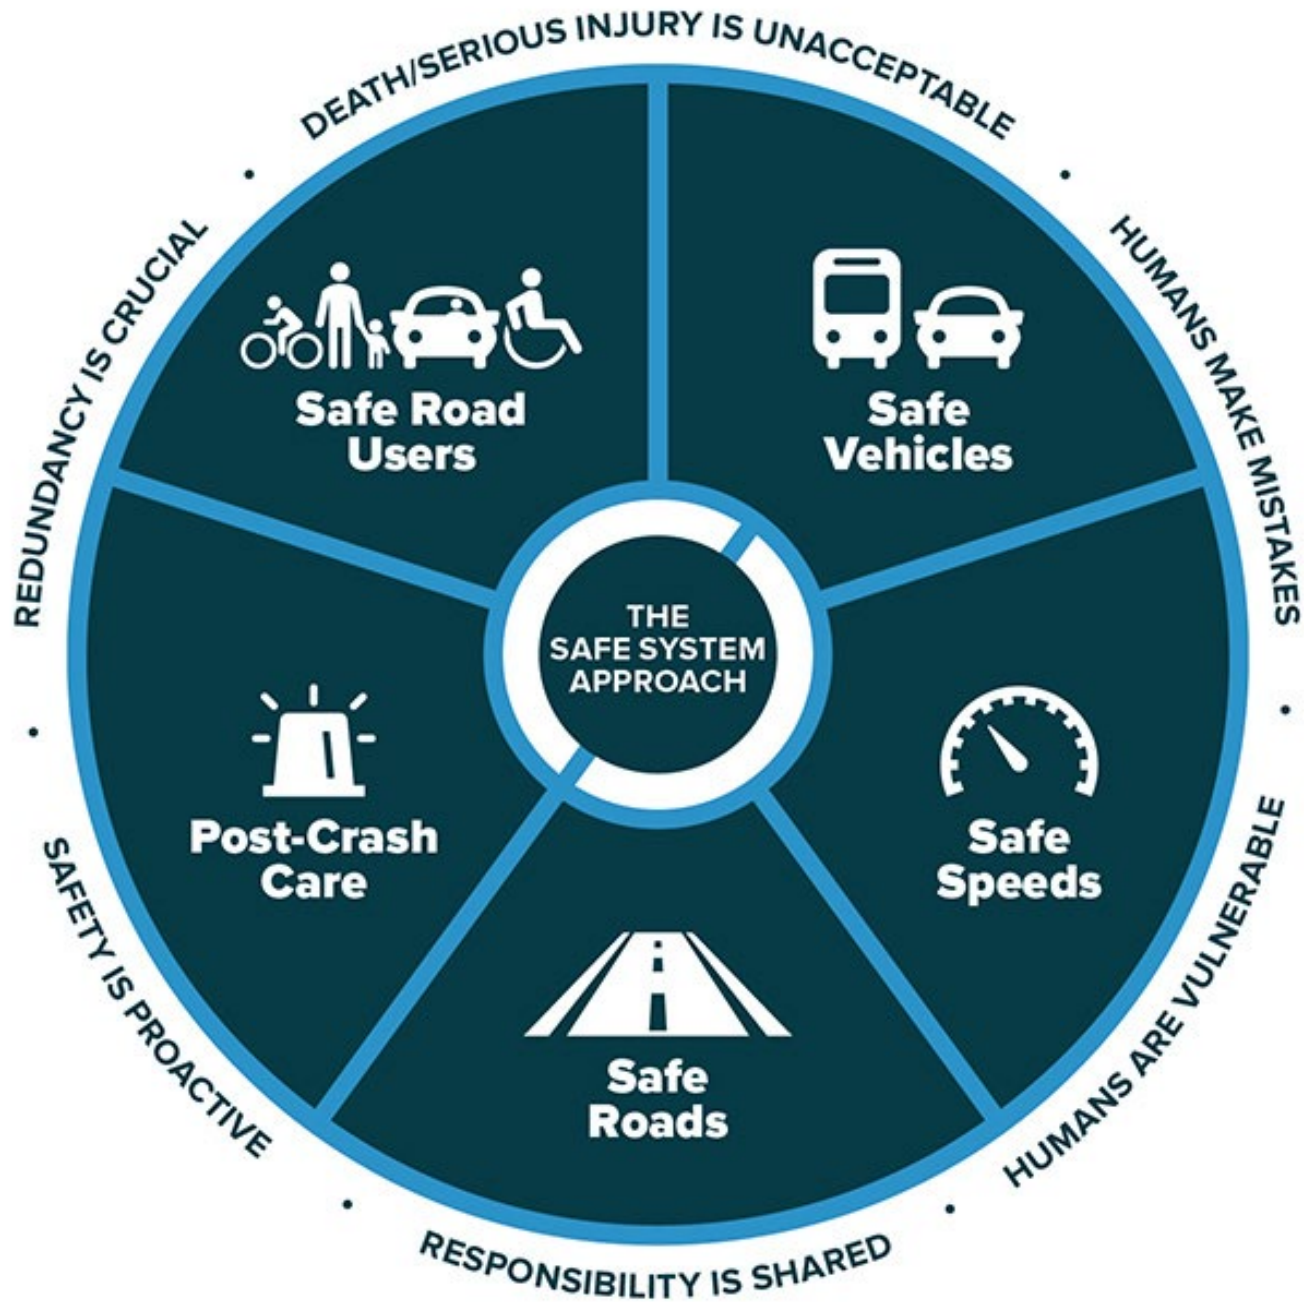 DEATH/SERIOUS INJURY IS UNACCEPTABLE
HUMANS MAKE MISTAKES
HUMANS ARE VULNERABLE
RESPONSIBILITY IS SHARED
SAFETY IS PROACTIVE
REDUNDANCY IS CRUCIAL
Safe Road
Users
Safe
Vehicles
THE
SAFE SYSTEM
APPROACH
Post-Crash
Care
Safe
Speeds
Safe
Roads